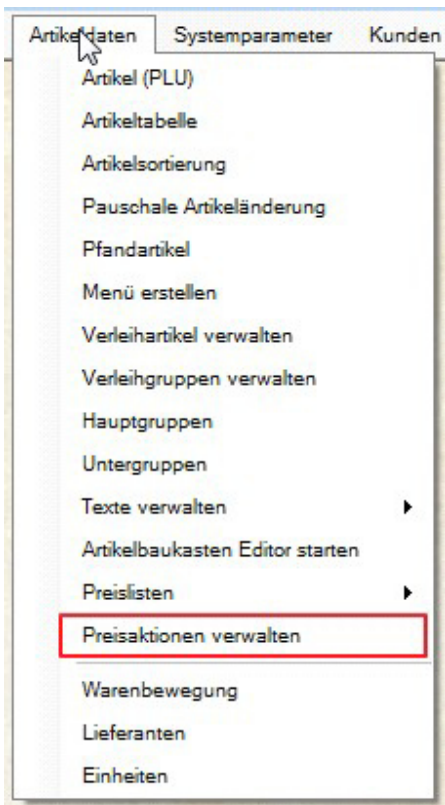 Artikeldaten Systemparameter Kunden
Artikel (PLU)
Artikeltabelle
Artikelsortierung
Pauschale Artikeländerung
Pfandartikel
Menü erstellen
Verleihartikel verwalten
Verleihgruppen verwalten
Hauptgruppen
Untergruppen
Texte verwalten
Artikelbaukasten Editor starten
Preislisten
Preisaktionen verwalten
Warenbewegung
Lieferanten
Einheiten